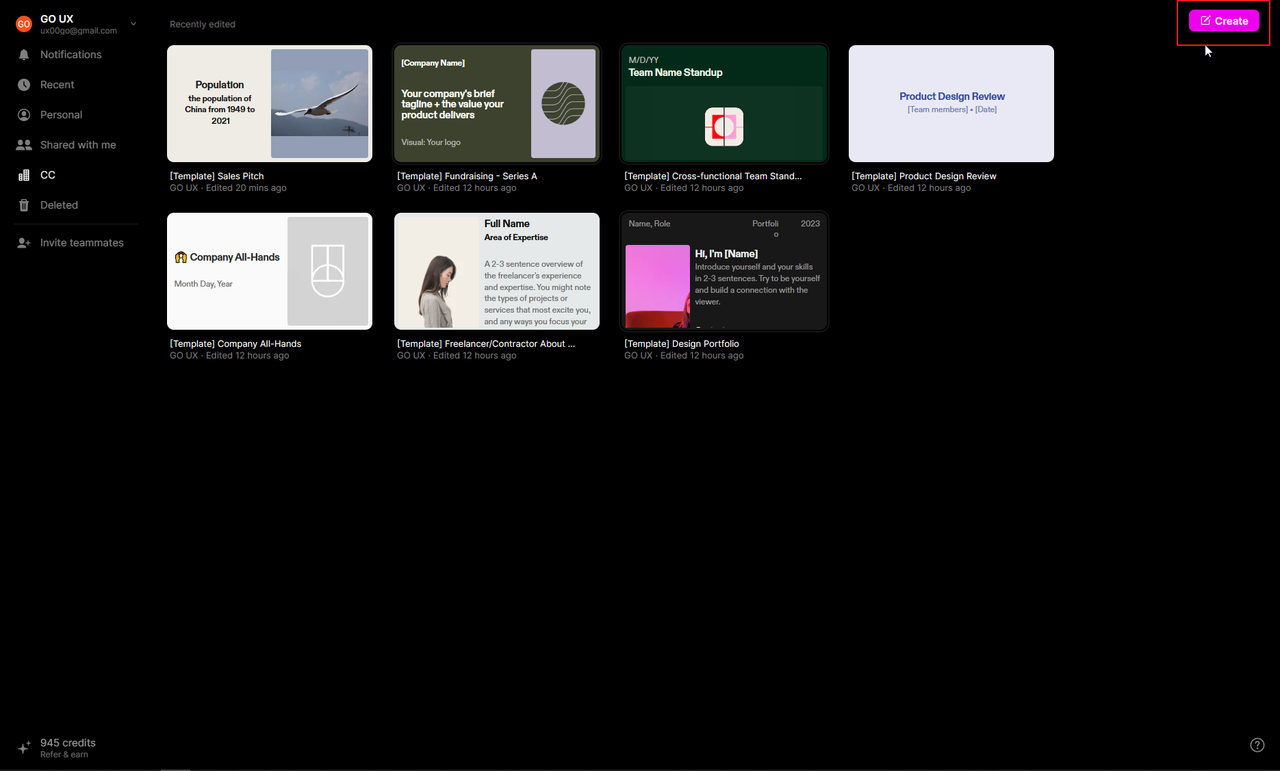 GO
GO UX
ux00go@gmail.com
Notifications
Recent
Personal
Shared with me
CC
Deleted
Invite teammates
945 credits
Refer & earn
Recently edited
Create
Population
the population of
China from 1949 to
2021
[Template] Sales Pitch
GO UX · Edited 20 mins ago
[Company Name]
Your company's brief
tagline + the value your
product delivers
Visual: Your logo
[Template] Fundraising - Series A
GO UX · Edited 12 hours ago
M/D/YY
Team Name Standup
[Template] Cross-functional Team Stand...
GO UX · Edited 12 hours ago
Product Design Review
[Team members] • [Date]
[Template] Product Design Review
GO UX · Edited 12 hours ago
🙌 Company All-Hands
Month Day, Year
[Template] Company All-Hands
GO UX · Edited 12 hours ago
Full Name
Area of Expertise
A 2-3 sentence overview of
the freelancer's experience
and expertise. You might note
the types of projects or
services that most excite you,
and any ways you focus your
[Template] Freelancer/Contractor About ...
GO UX · Edited 12 hours ago
Name, Role
Portfoli
o
2023
Hi, I'm [Name]
Introduce yourself and your skills
in 2-3 sentences. Try to be yourself
and build a connection with the
viewer.
[Template] Design Portfolio
GO UX · Edited 12 hours ago